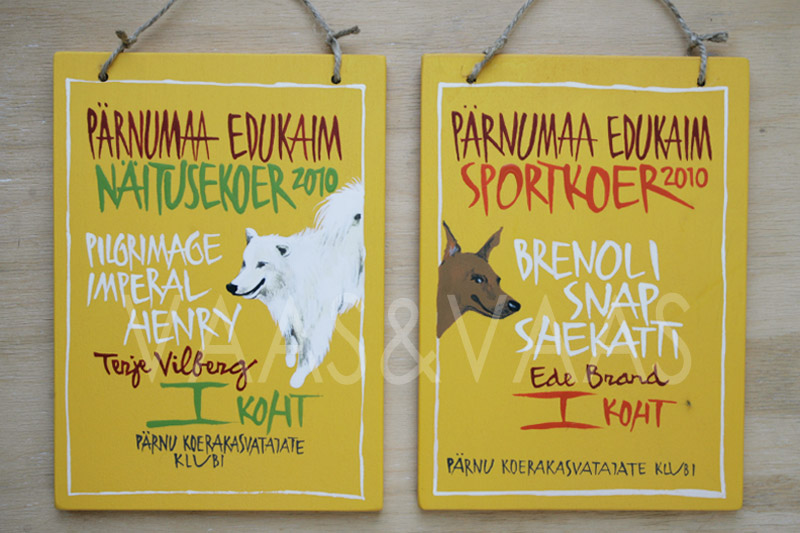 PÄRNUMAA EDUKAIM
NÄITUSEKOER 2010
PILGRIMAGE
IMPERAL
HENRY
Terje Vilberg
I KOHT
PÄRNU KOERAKASVATAJATE
KLUBI
PÄRNUMAA EDUKAIM
SPORTKOER 2010
BRENOLI
SNAP
SHEKATTI
Ede Brand
I KOHT
PÄRNU KOERAKASVATAJATE KLUBI
VAAS&VAAS